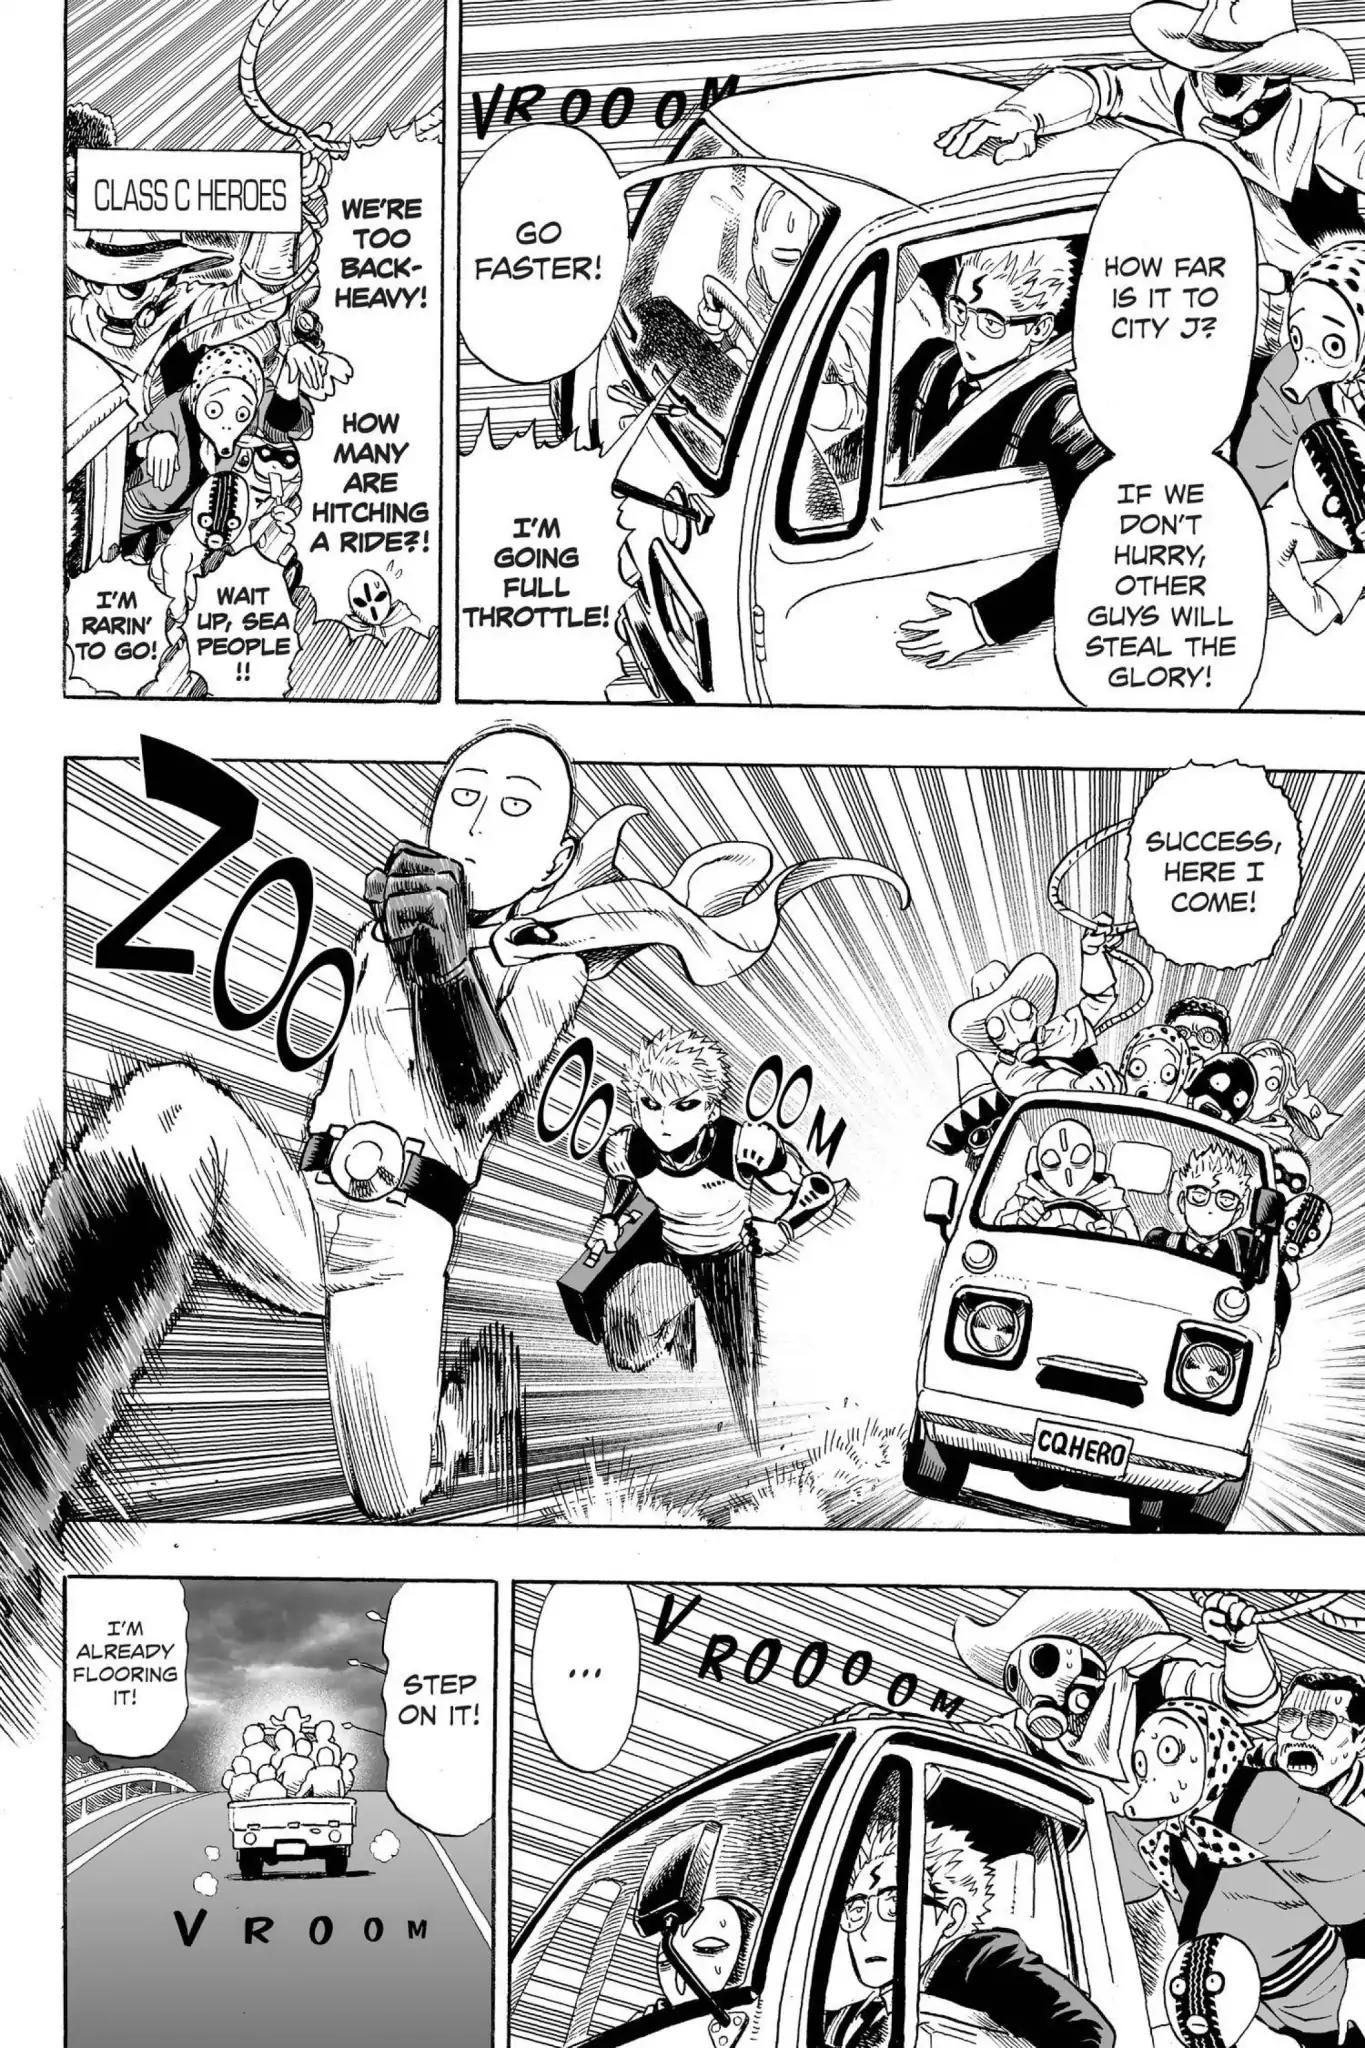 VROOOM
HOW FAR
IS IT TO
CITY J?
IF WE
DON'T
HURRY,
OTHER
GUYS WILL
STEAL THE
GLORY!
GO
FASTER!
I'M
GOING
FULL
THROTTLE!
CLASS C HEROES
WE'RE
TOO
BACK-
HEAVY!
HOW
MANY
ARE
HITCHING
A RIDE?!
WAIT
UP, SEA
PEOPLE
!!
I'M
RARIN'
TO GO!
SUCCESS,
HERE I
COME!
CQHERO
ZOOOOOOOOM
VROOOOM
...
STEP
ON IT!
I'M
ALREADY
FLOORING
IT!
VROOM